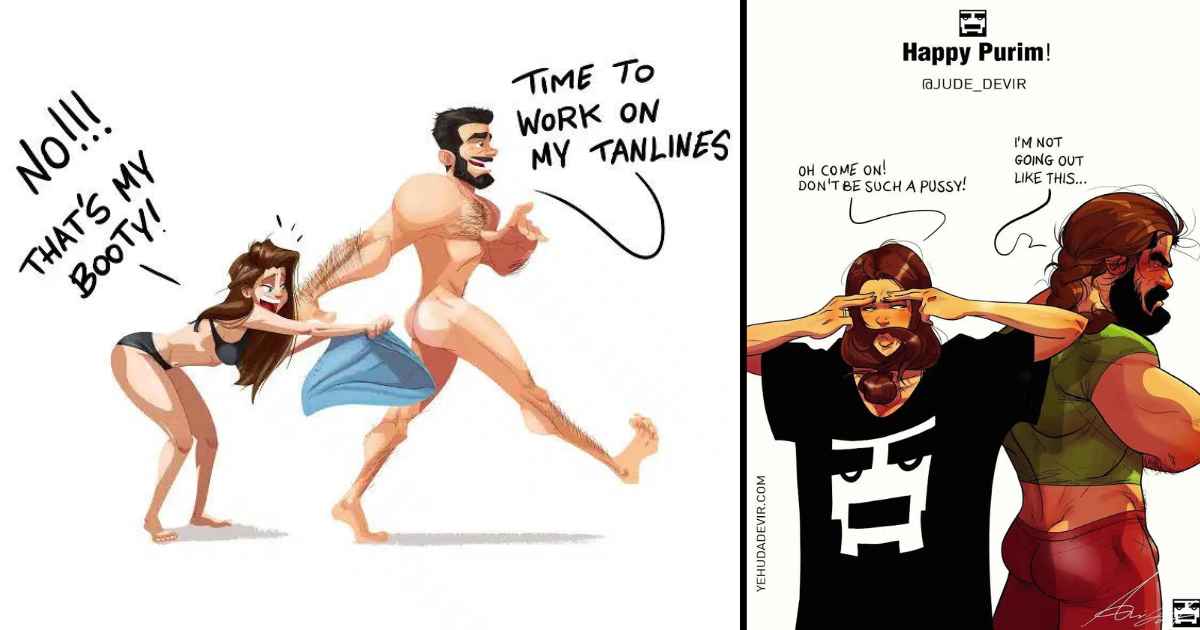 NO!!!
THAT'S MY
BOOTY!
TIME TO
WORK ON
MY TANLINES
Happy Purim!
@JUDE_DEVIR
OH COME ON!
DON'T BE SUCH A PUSSY!
I'M NOT
GOING OUT
LIKE THIS...
YEHUDADEVIR.COM